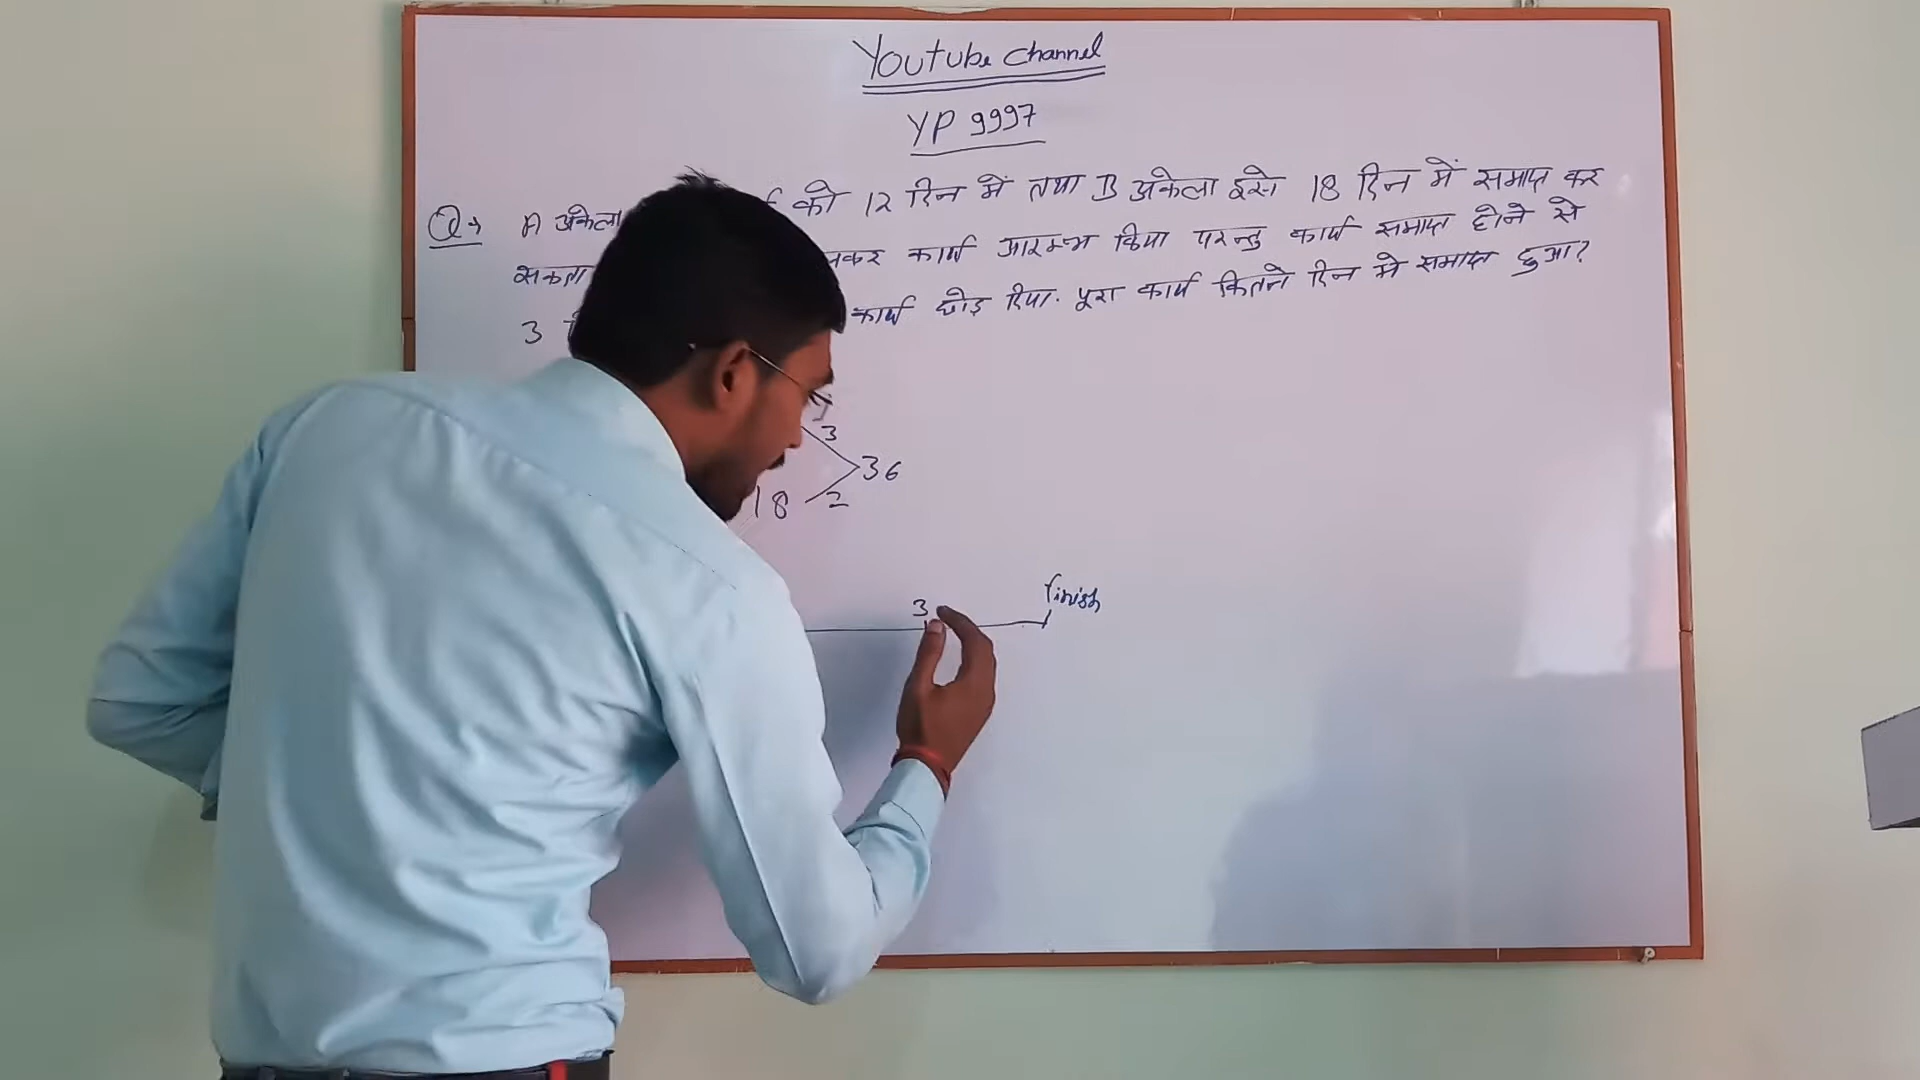 Youtube Channel
YP 9997
Q→ A अकेला को 12 दिन में तथा B अकेला इसे 18 दिन में समाप्त कर
सकता कर कार्य आरम्भ किया परन्तु कार्य समाप्त होने से
3 कार्य छोड़ दिया. पूरा कार्य कितने दिन मे समाप्त हुआ?
3
36
18 2
finish
3